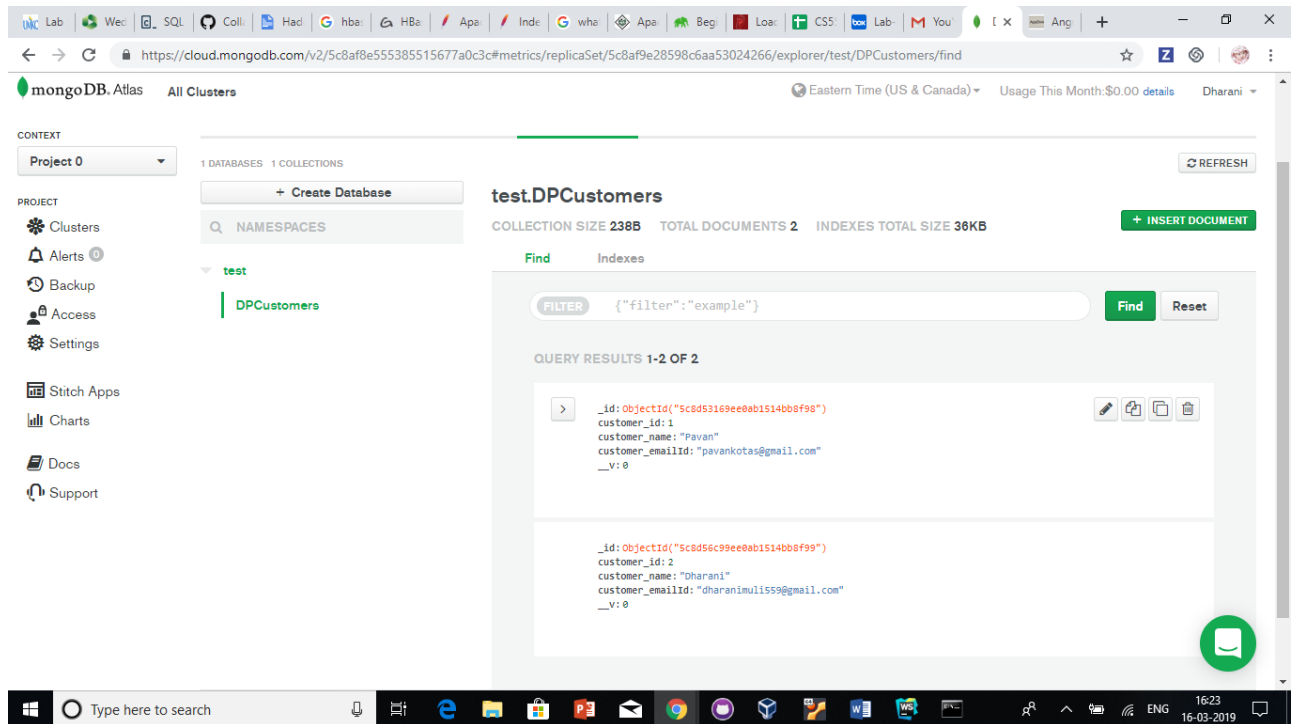 Lab Wed SQL Coll Had hbas HBa Apa Inde wha Apa Beg Loac CS5 Lab- You Ang
https://cloud.mongodb.com/v2/5c8af8e555385515677a0c3c#metrics/replicaSet/5c8af9e28598c6aa53024266/explorer/test/DPCustomers/find
mongoDB. Atlas All Clusters Eastern Time (US & Canada) Usage This Month:$0.00 details Dharani
CONTEXT
Project 0
1 DATABASES 1 COLLECTIONS
REFRESH
+ Create Database
PROJECT
Clusters
Alerts 0
Backup
Access
Settings
Stitch Apps
Charts
Docs
Support
NAMESPACES
test
DPCustomers
test.DPCustomers
COLLECTION SIZE 238B TOTAL DOCUMENTS 2 INDEXES TOTAL SIZE 36KB
+ INSERT DOCUMENT
Find Indexes
FILTER {"filter":"example"}
Find Reset
QUERY RESULTS 1-2 OF 2
_id:ObjectId("5c8d53169ee0ab1514bb8f98")
customer_id:1
customer_name:"Pavan"
customer_emailId:"pavankotas@gmail.com"
__v:0
_id:ObjectId("5c8d56c99ee0ab1514bb8f99")
customer_id:2
customer_name:"Dharani"
customer_emailId:"dharanimuli559@gmail.com"
__v:0
Type here to search
ENG
16:23
16-03-2019